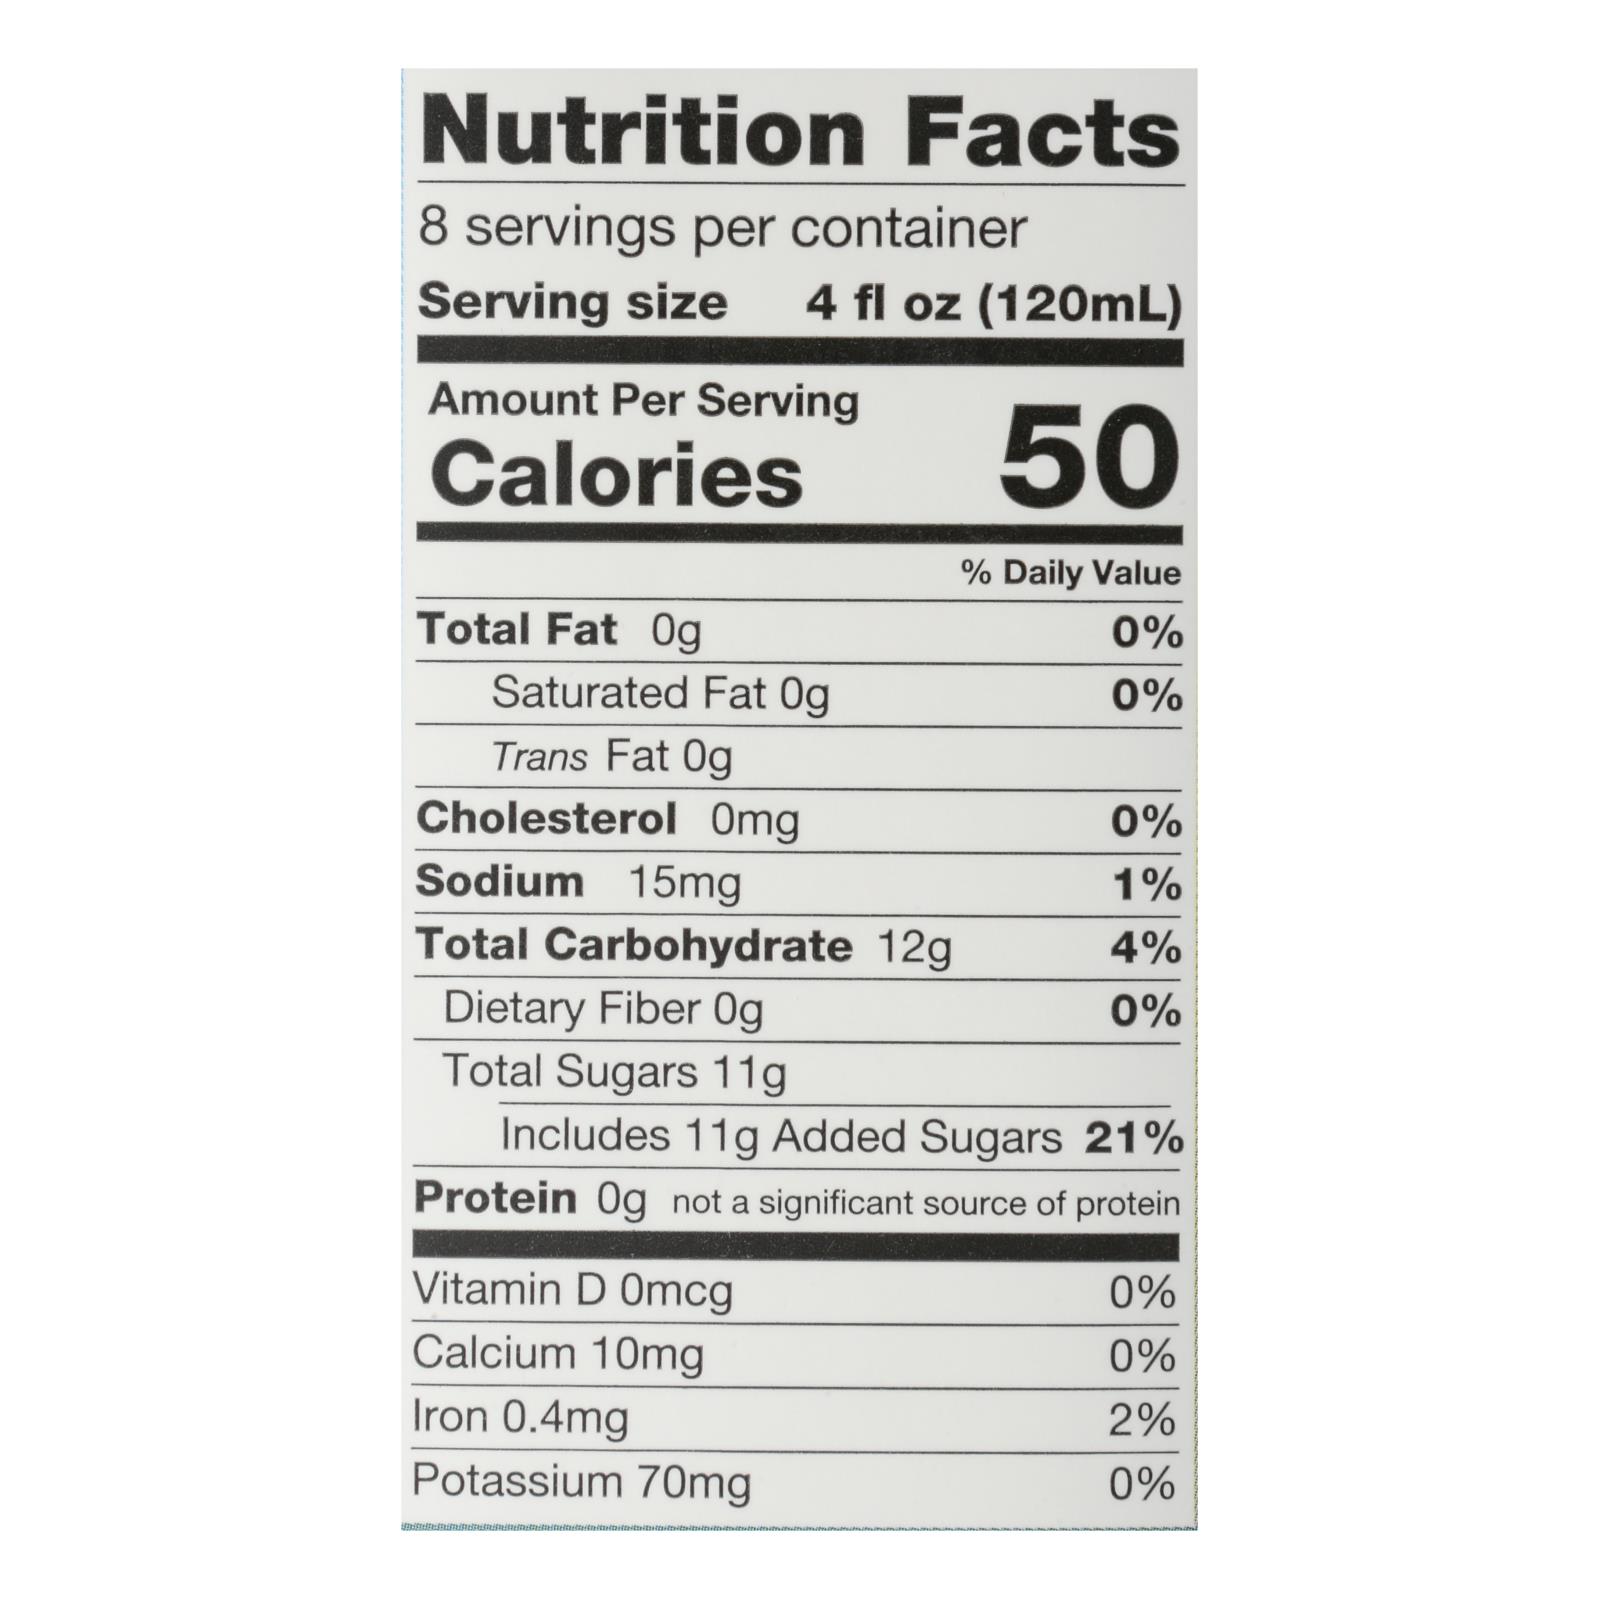 Nutrition Facts
8 servings per container
Serving size 4 fl oz (120mL)
Amount Per Serving
Calories 50
% Daily Value
Total Fat 0g 0%
Saturated Fat 0g 0%
Trans Fat 0g
Cholesterol 0mg 0%
Sodium 15mg 1%
Total Carbohydrate 12g 4%
Dietary Fiber 0g 0%
Total Sugars 11g
Includes 11g Added Sugars 21%
Protein 0g not a significant source of protein
Vitamin D 0mcg 0%
Calcium 10mg 0%
Iron 0.4mg 2%
Potassium 70mg 0%